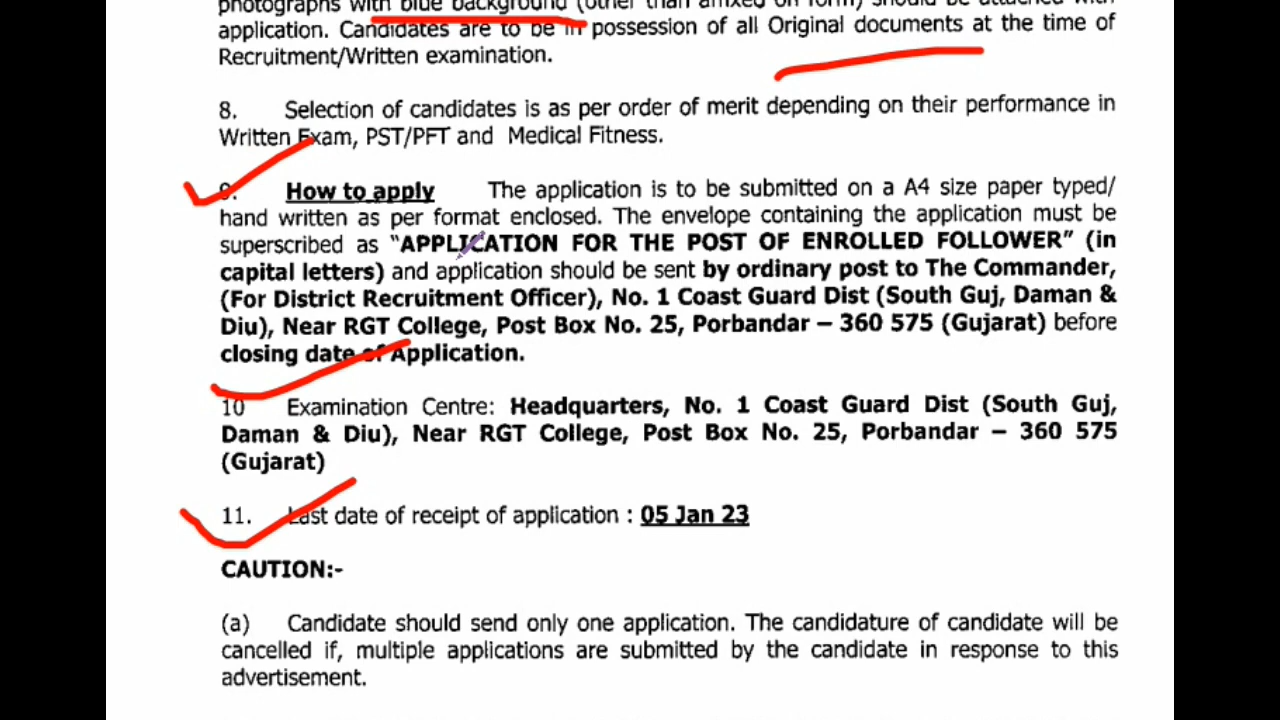 photographs with blue background (other than affixed on form) should be attached with
application. Candidates are to be in possession of all Original documents at the time of
Recruitment/Written examination.
8. Selection of candidates is as per order of merit depending on their performance in
Written Exam, PST/PFT and Medical Fitness.
9. How to apply The application is to be submitted on a A4 size paper typed/
hand written as per format enclosed. The envelope containing the application must be
superscribed as "APPLICATION FOR THE POST OF ENROLLED FOLLOWER" (in
capital letters) and application should be sent by ordinary post to The Commander,
(For District Recruitment Officer), No. 1 Coast Guard Dist (South Guj, Daman &
Diu), Near RGT College, Post Box No. 25, Porbandar – 360 575 (Gujarat) before
closing date of Application.
10 Examination Centre: Headquarters, No. 1 Coast Guard Dist (South Guj,
Daman & Diu), Near RGT College, Post Box No. 25, Porbandar – 360 575
(Gujarat)
11. Last date of receipt of application : 05 Jan 23
CAUTION:-
(a) Candidate should send only one application. The candidature of candidate will be
cancelled if, multiple applications are submitted by the candidate in response to this
advertisement.